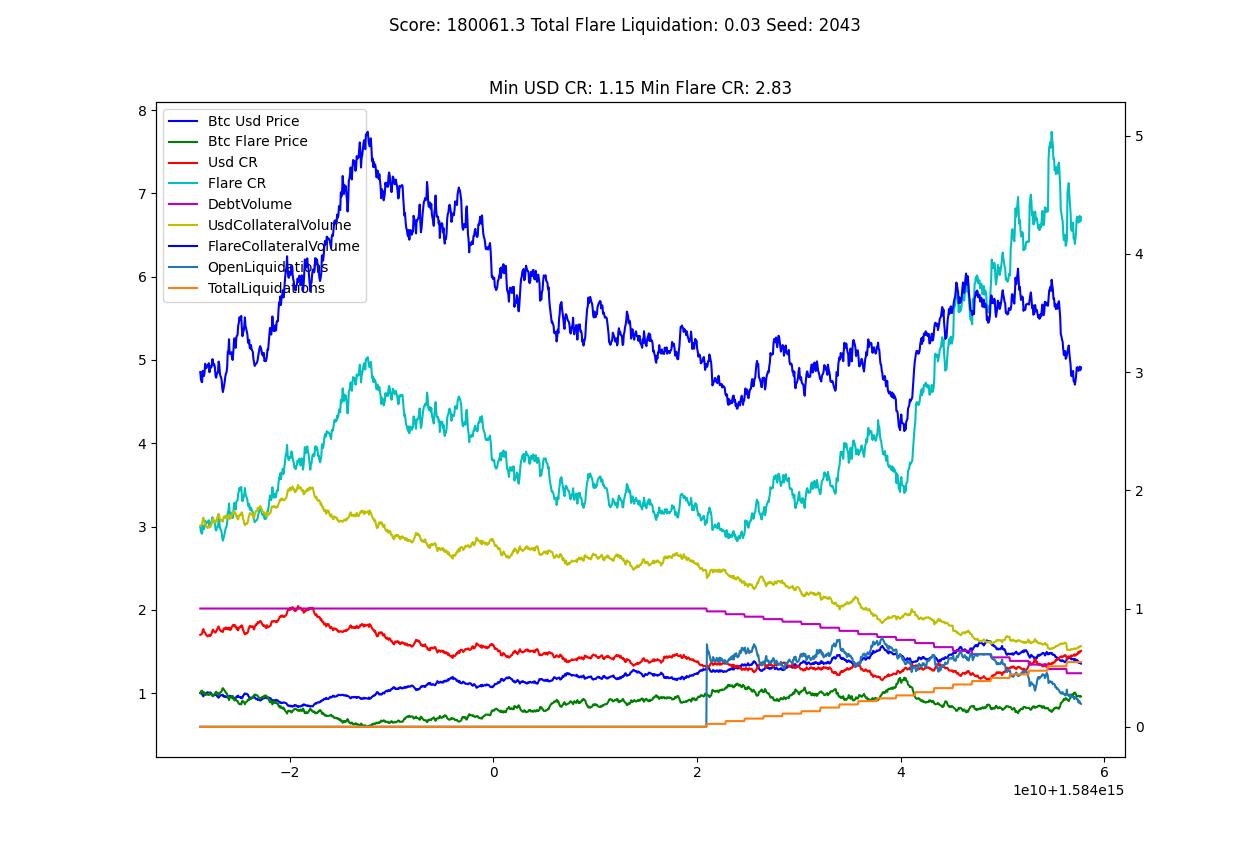 Score: 180061.3 Total Flare Liquidation: 0.03 Seed: 2043
Min USD CR: 1.15 Min Flare CR: 2.83
Btc Usd Price
Btc Flare Price
Usd CR
Flare CR
DebtVolume
UsdCollateralVolume
FlareCollateralVolume
OpenLiquidations
TotalLiquidations
8
7
6
5
4
3
2
1
5
4
3
2
1
0
−2
0
2
4
6
1e10+1.584e15